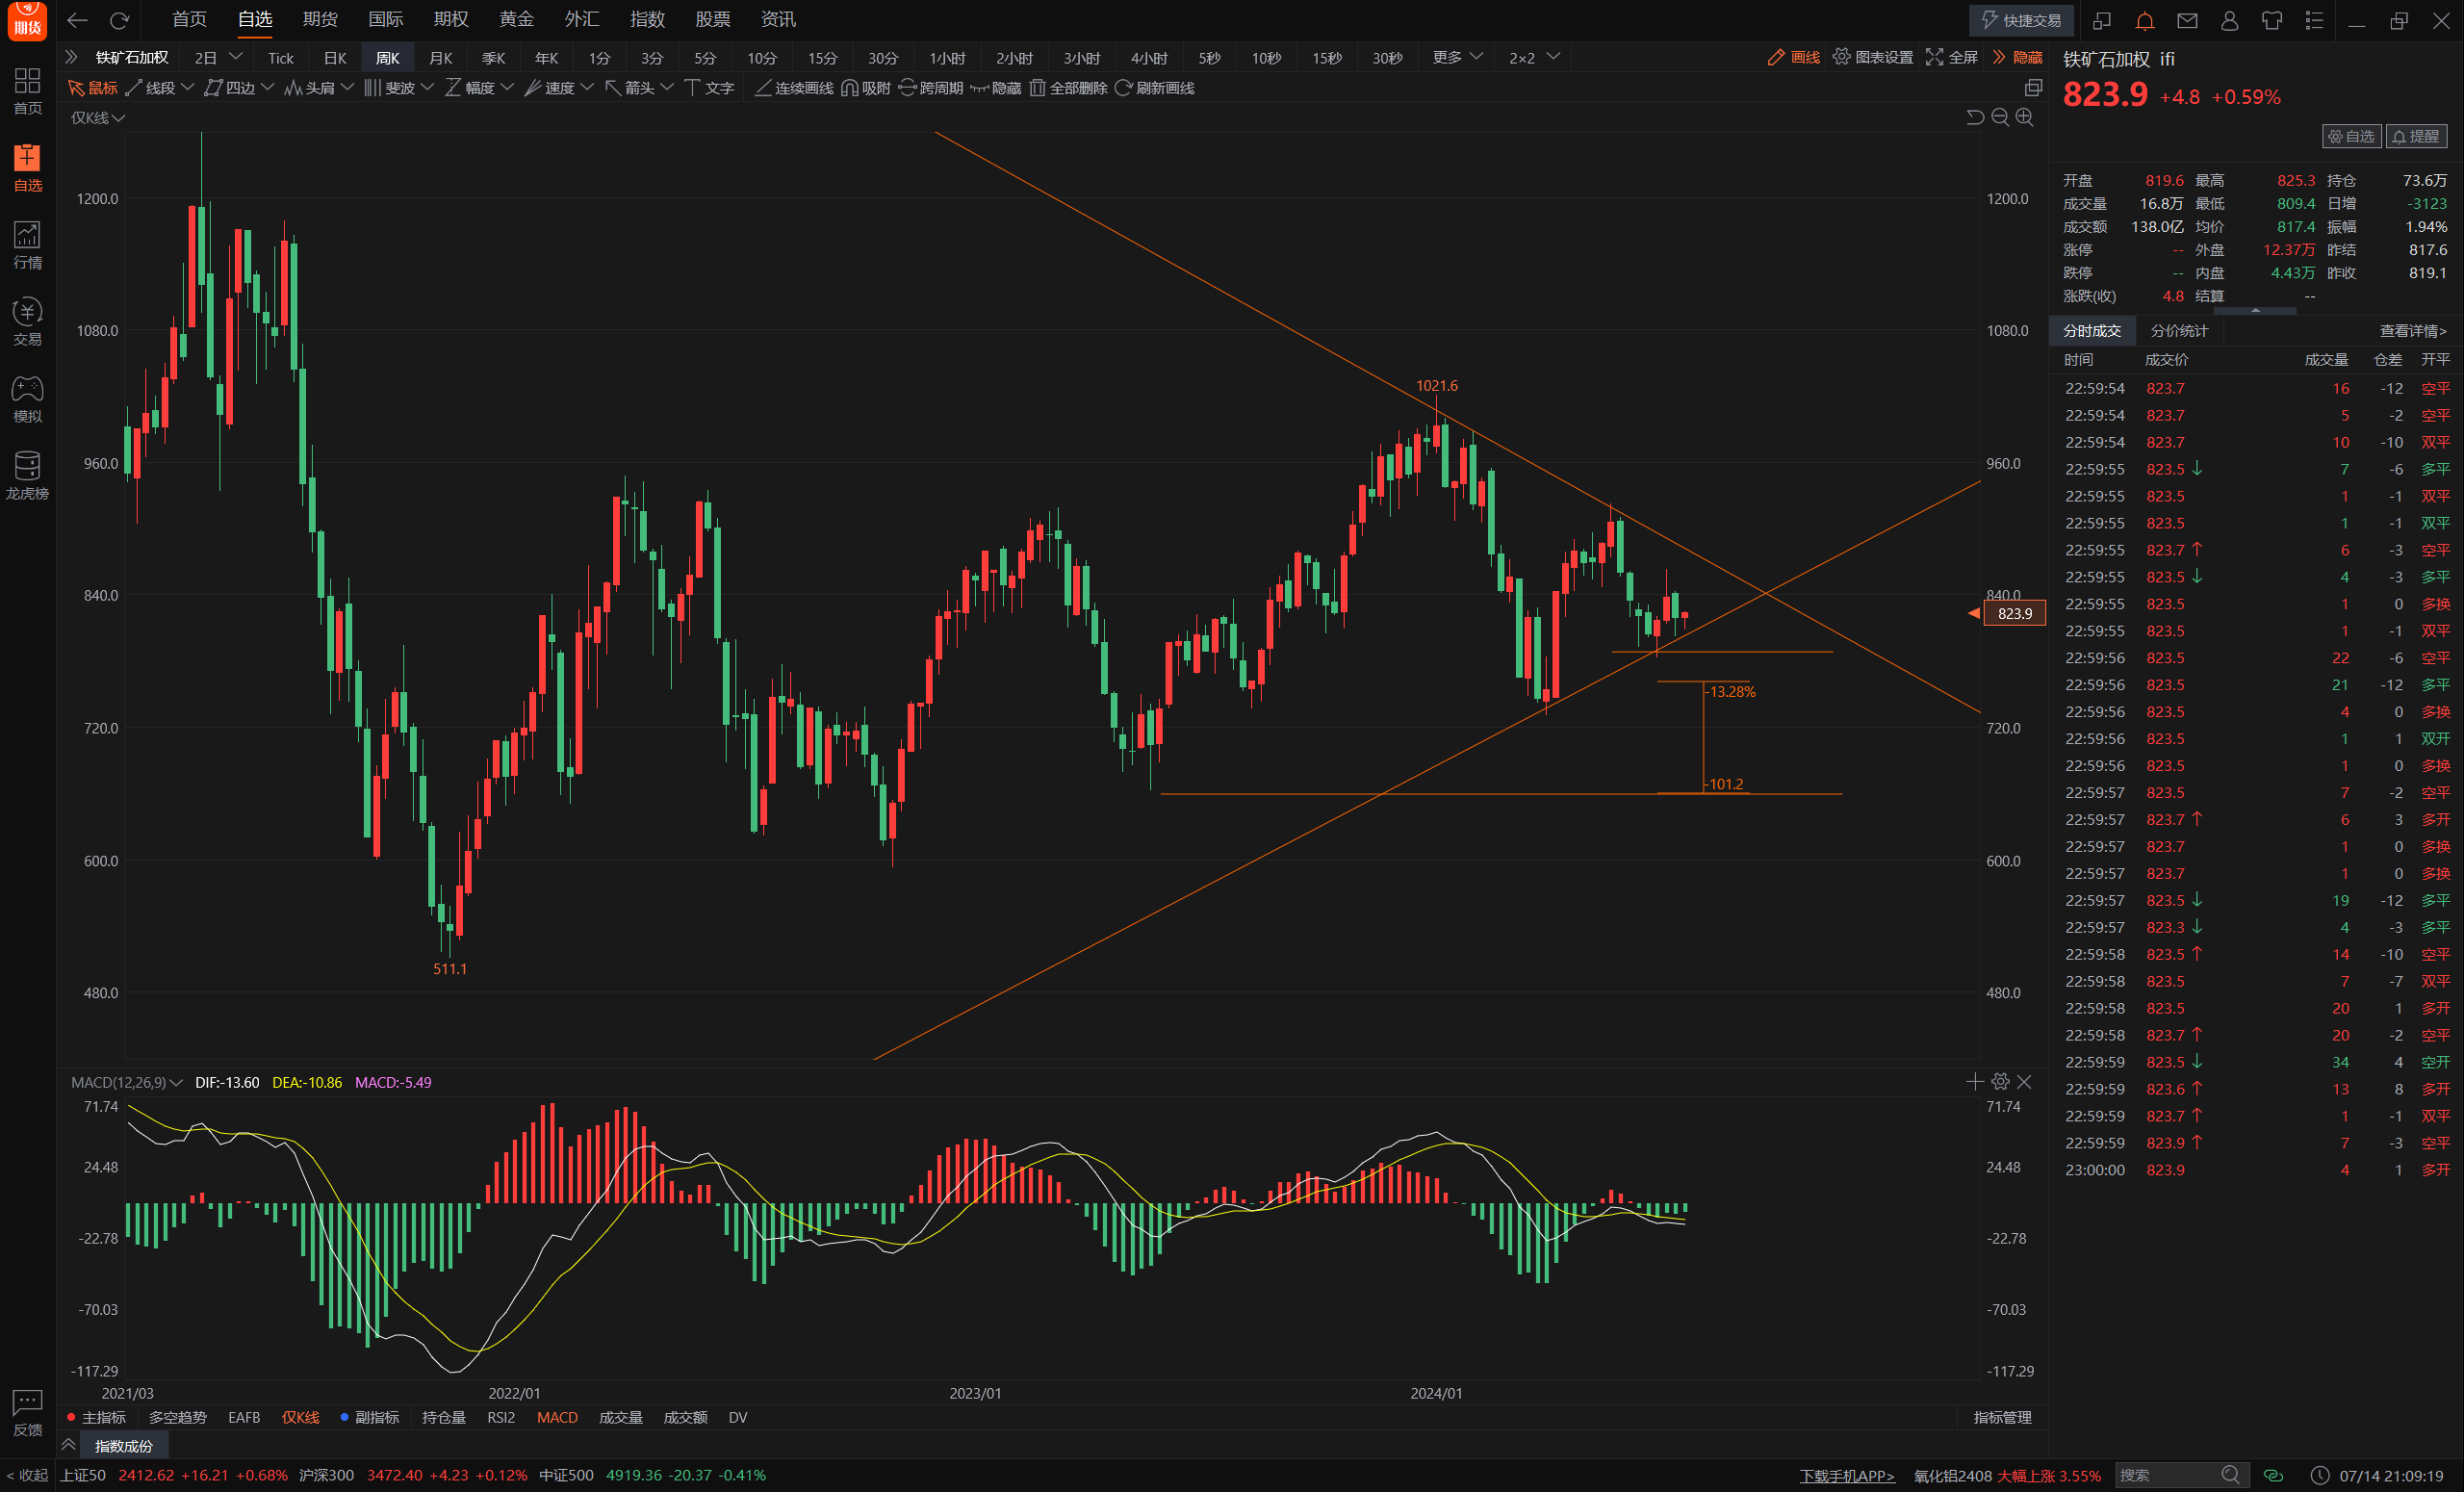 期货
首页 自选 期货 国际 期权 黄金 外汇 指数 股票 资讯
快捷交易
铁矿石加权 2日 Tick 日K 周K 月K 季K 年K 1分 3分 5分 10分 15分 30分 1小时 2小时 3小时 4小时 5秒 10秒 15秒 30秒 更多 2×2
画线 图表设置 全屏 隐藏
鼠标 线段 四边 头肩 斐波 幅度 速度 箭头 文字 连续画线 吸附 跨周期 隐藏 全部删除 刷新画线
首页
自选
行情
交易
模拟
龙虎榜
反馈
< 收起
仅K线
1200.0 1200.0
1080.0 1080.0
1021.6
960.0 960.0
840.0 840.0
823.9
-13.28%
720.0 720.0
-101.2
600.0 600.0
511.1
480.0 480.0
MACD(12,26,9) DIF:-13.60 DEA:-10.86 MACD:-5.49
71.74 71.74
24.48 24.48
-22.78 -22.78
-70.03 -70.03
-117.29 -117.29
2021/03 2022/01 2023/01 2024/01
主指标 多空趋势 EAFB 仅K线 副指标 持仓量 RSI2 MACD 成交量 成交额 DV 指标管理
指数成份
铁矿石加权 ifi
823.9 +4.8 +0.59%
自选 提醒
开盘 819.6 最高 825.3 持仓 73.6万
成交量 16.8万 最低 809.4 日增 -3123
成交额 138.0亿 均价 817.4 振幅 1.94%
涨停 -- 外盘 12.37万 昨结 817.6
跌停 -- 内盘 4.43万 昨收 819.1
涨跌(收) 4.8 结算 --
分时成交 分价统计 查看详情>
时间 成交价 成交量 仓差 开平
22:59:54 823.7 16 -12 空平
22:59:54 823.7 5 -2 空平
22:59:54 823.7 10 -10 双平
22:59:55 823.5 ↓ 7 -6 多平
22:59:55 823.5 1 -1 双平
22:59:55 823.5 1 -1 双平
22:59:55 823.7 ↑ 6 -3 空平
22:59:55 823.5 ↓ 4 -3 多平
22:59:55 823.5 1 0 多换
22:59:55 823.5 1 -1 双平
22:59:56 823.5 22 -6 空平
22:59:56 823.5 21 -12 多平
22:59:56 823.5 4 0 多换
22:59:56 823.5 1 1 双开
22:59:56 823.5 1 0 多换
22:59:57 823.5 7 -2 空平
22:59:57 823.7 ↑ 6 3 多开
22:59:57 823.7 1 0 多换
22:59:57 823.7 1 0 多换
22:59:57 823.5 ↓ 19 -12 多平
22:59:57 823.3 ↓ 4 -3 多平
22:59:58 823.5 ↑ 14 -10 空平
22:59:58 823.5 7 -7 双平
22:59:58 823.5 20 1 多开
22:59:58 823.7 ↑ 20 -2 空平
22:59:59 823.5 ↓ 34 4 空开
22:59:59 823.6 ↑ 13 8 多开
22:59:59 823.7 ↑ 1 -1 双平
22:59:59 823.9 ↑ 7 -3 空平
23:00:00 823.9 4 1 多开
上证50 2412.62 +16.21 +0.68% 沪深300 3472.40 +4.23 +0.12% 中证500 4919.36 -20.37 -0.41%
下载手机APP> 氧化铝2408 大幅上涨 3.55% 搜索 07/14 21:09:19